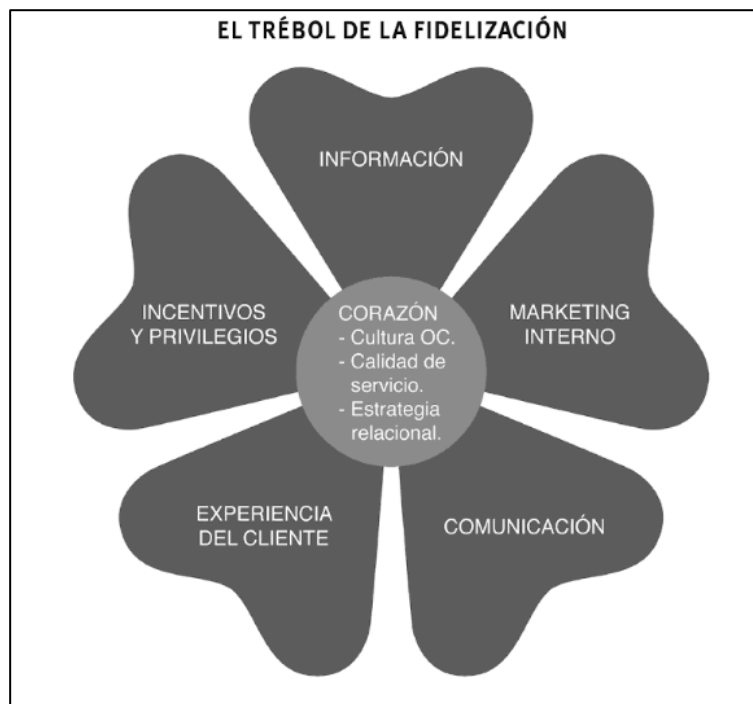 EL TRÉBOL DE LA FIDELIZACIÓN
INFORMACIÓN
INCENTIVOS
Y PRIVILEGIOS
CORAZÓN
- Cultura OC.
- Calidad de
servicio.
- Estrategia
relacional.
MARKETING
INTERNO
EXPERIENCIA
DEL CLIENTE
COMUNICACIÓN